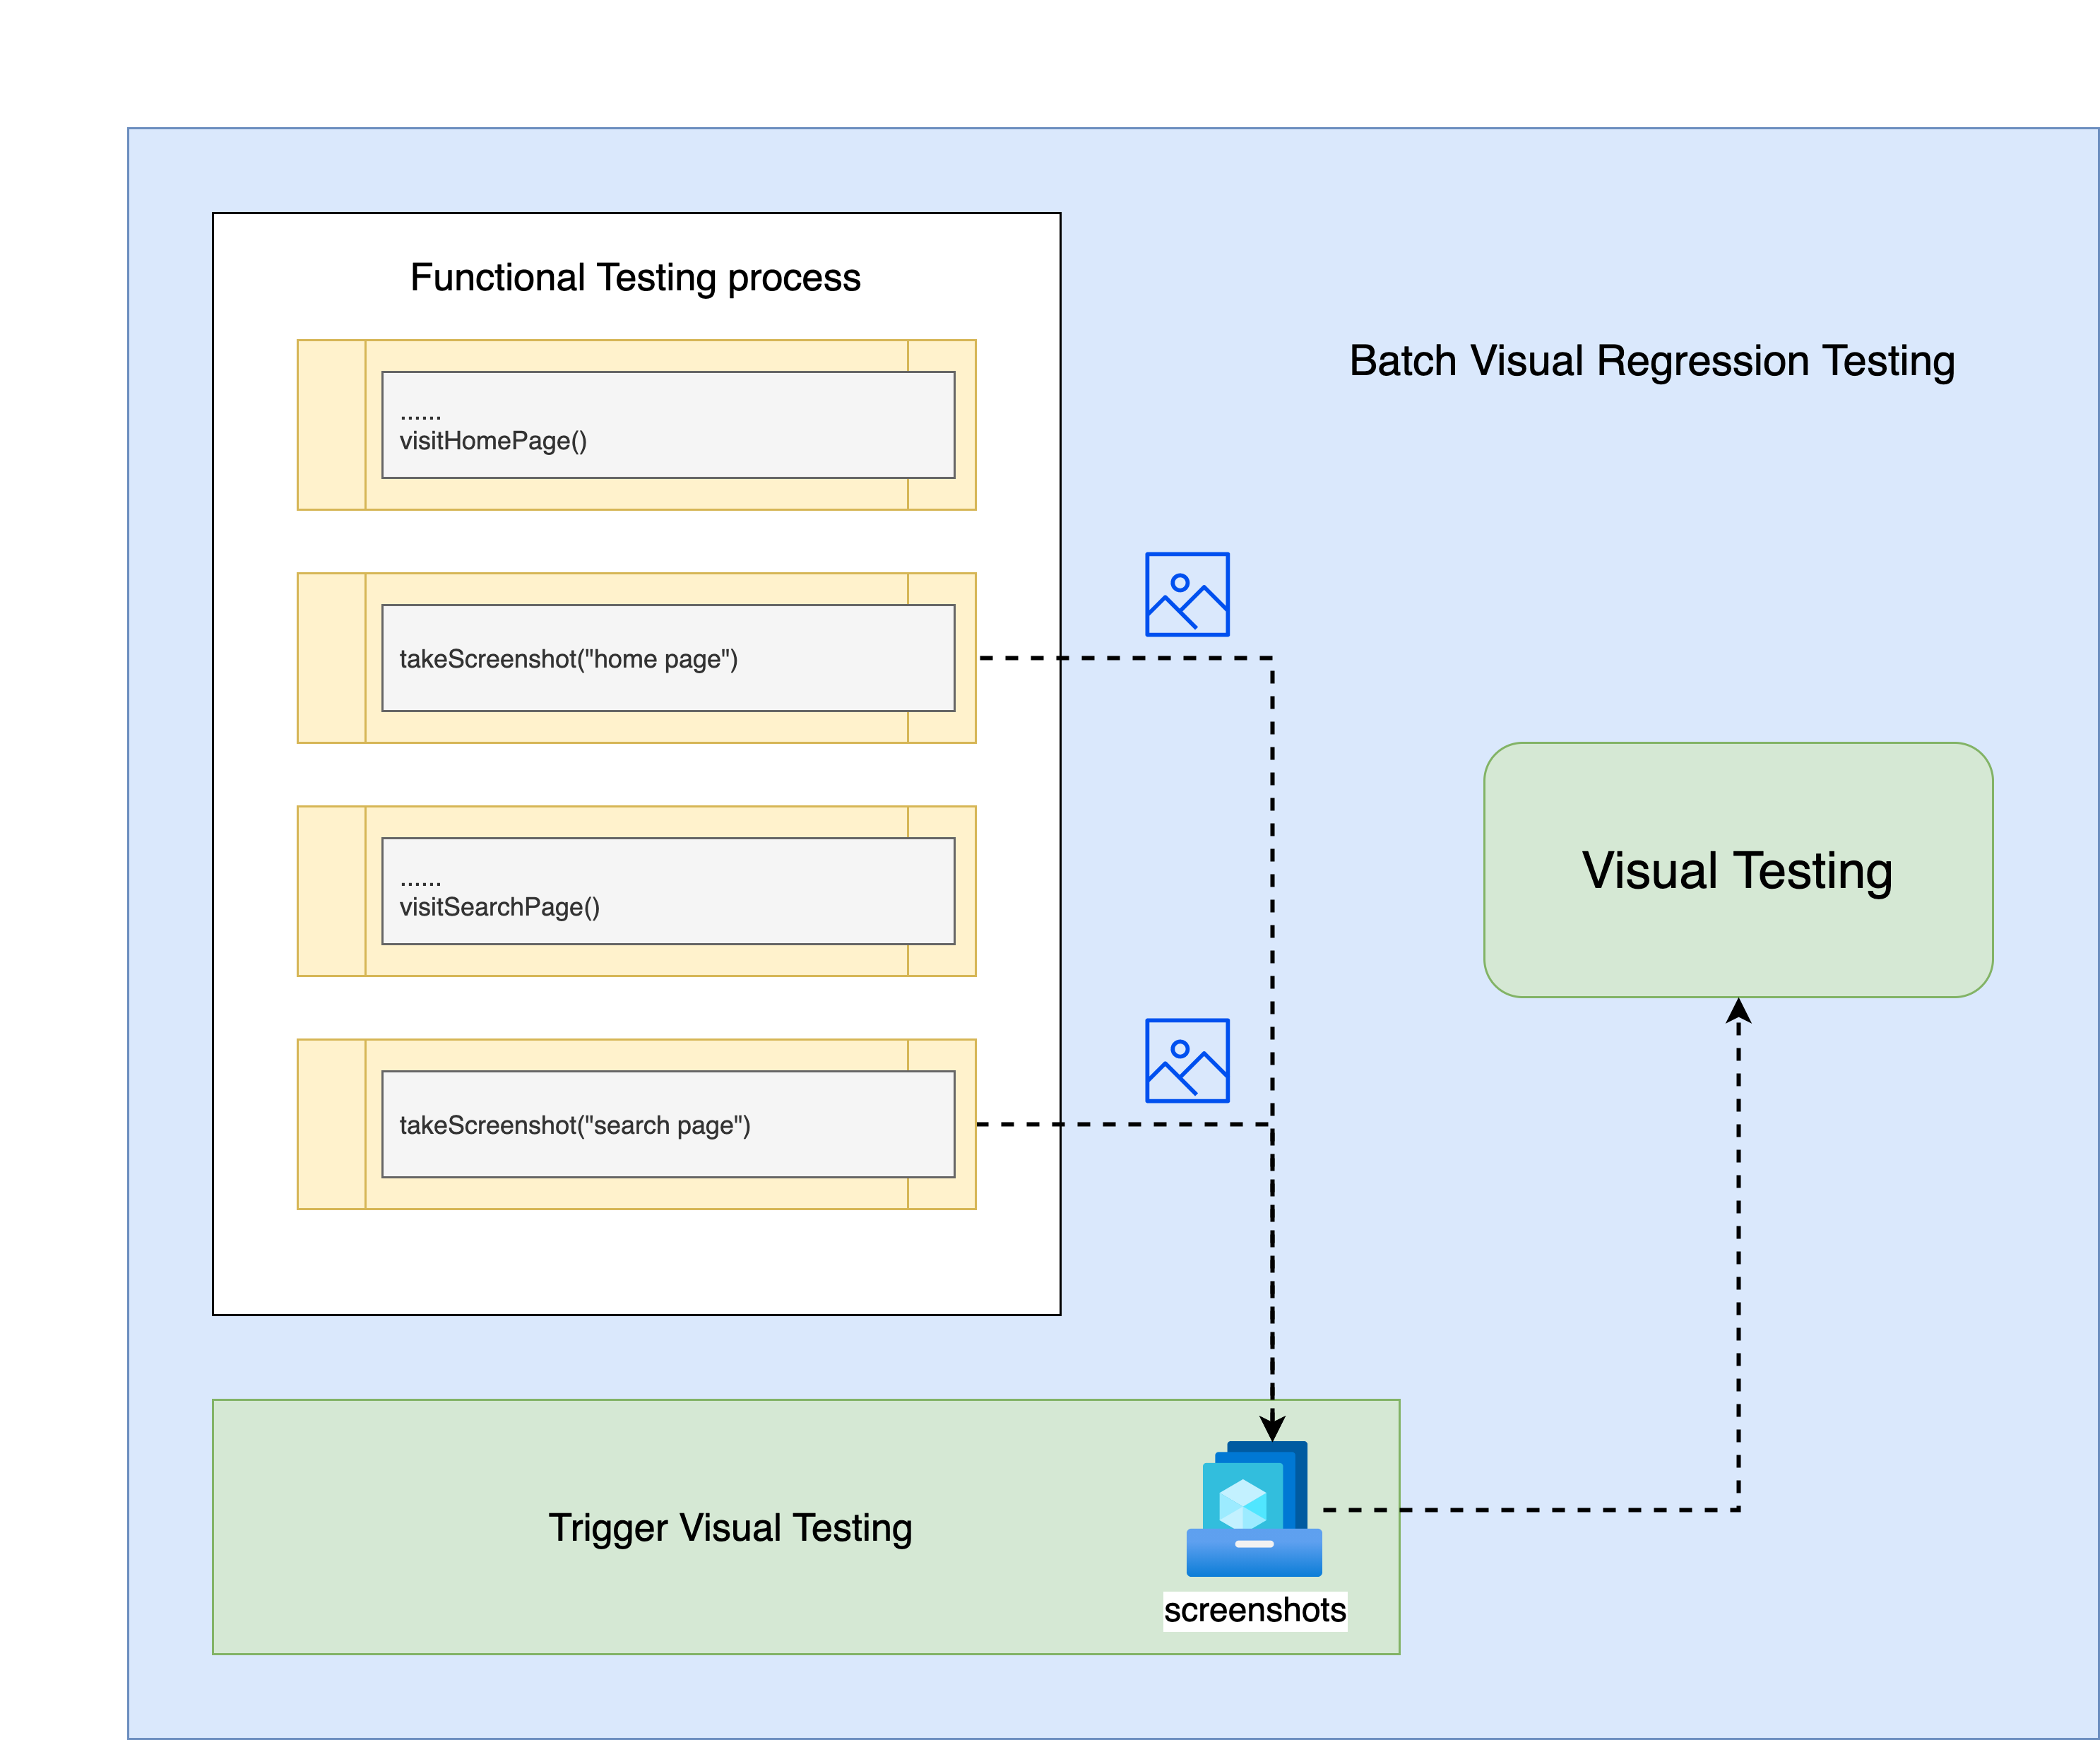 Functional Testing process
......
visitHomePage()
takeScreenshot("home page")
......
visitSearchPage()
takeScreenshot("search page")
Batch Visual Regression Testing
Visual Testing
Trigger Visual Testing
screenshots